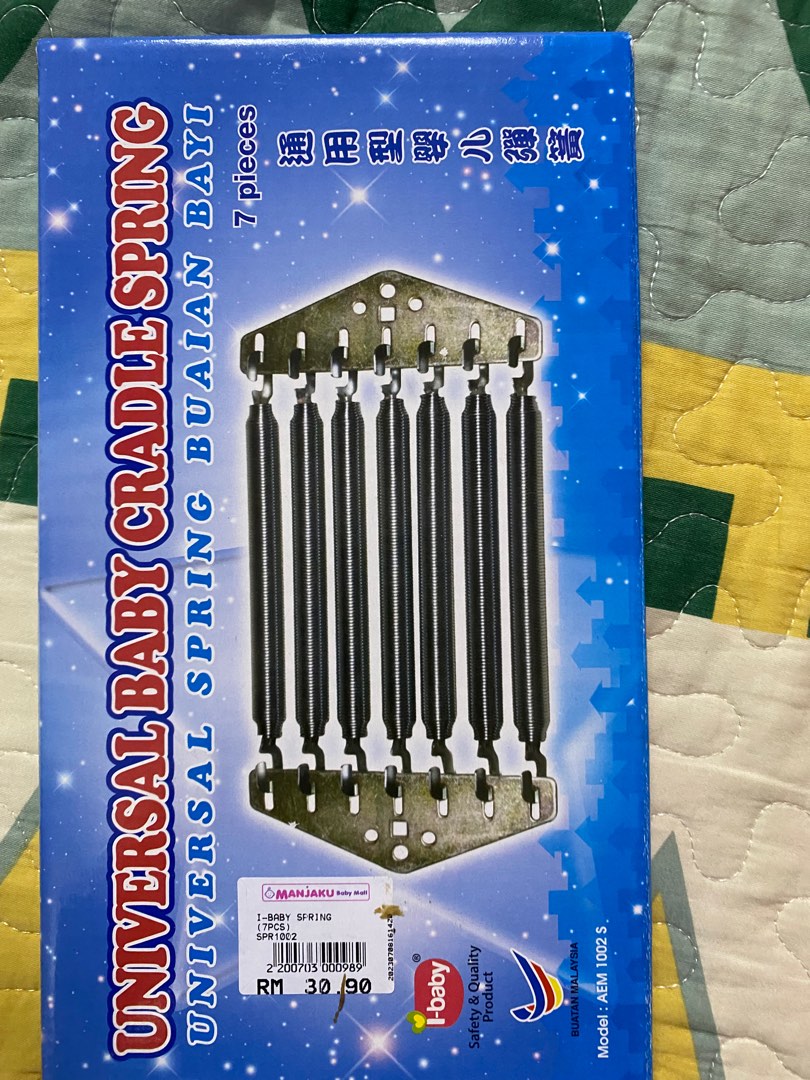 UNIVERSAL BABY CRADLE SPRING
UNIVERSAL SPRING BUAIAN BAYI
7 pieces
通用型嬰儿彈簧
MANJAKU Baby Mall
I-BABY SPRING
(7PCS)
SPR1002
2 200703 000989
RM 30.90
I-baby®
Safety & Quality
Product
BUATAN MALAYSIA
Model : AEM 1002 S